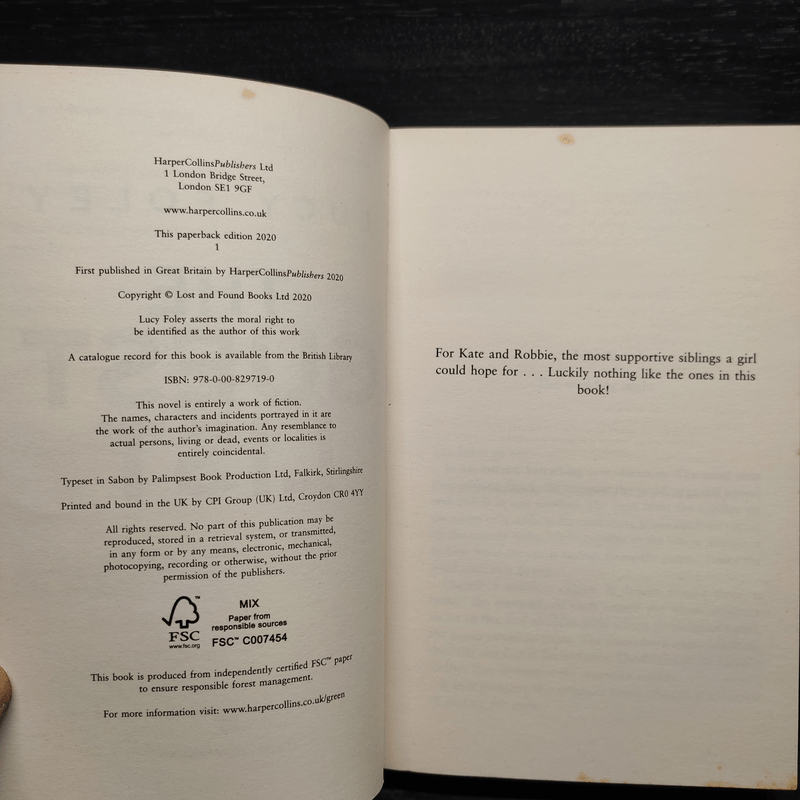 HarperCollinsPublishers Ltd
1 London Bridge Street,
London SE1 9GF
www.harpercollins.co.uk
This paperback edition 2020
1
First published in Great Britain by HarperCollinsPublishers 2020
Copyright © Lost and Found Books Ltd 2020
Lucy Foley asserts the moral right to
be identified as the author of this work
A catalogue record for this book is available from the British Library
ISBN: 978-0-00-829719-0
This novel is entirely a work of fiction.
The names, characters and incidents portrayed in it are
the work of the author's imagination. Any resemblance to
actual persons, living or dead, events or localities is
entirely coincidental.
Typeset in Sabon by Palimpsest Book Production Ltd, Falkirk, Stirlingshire
Printed and bound in the UK by CPI Group (UK) Ltd, Croydon CR0 4YY
All rights reserved. No part of this publication may be
reproduced, stored in a retrieval system, or transmitted,
in any form or by any means, electronic, mechanical,
photocopying, recording or otherwise, without the prior
permission of the publishers.
™
FSC
www.fsc.org
MIX
Paper from
responsible sources
FSC™ C007454
This book is produced from independently certified FSC™ paper
to ensure responsible forest management.
For more information visit: www.harpercollins.co.uk/green
For Kate and Robbie, the most supportive siblings a girl
could hope for . . . Luckily nothing like the ones in this
book!